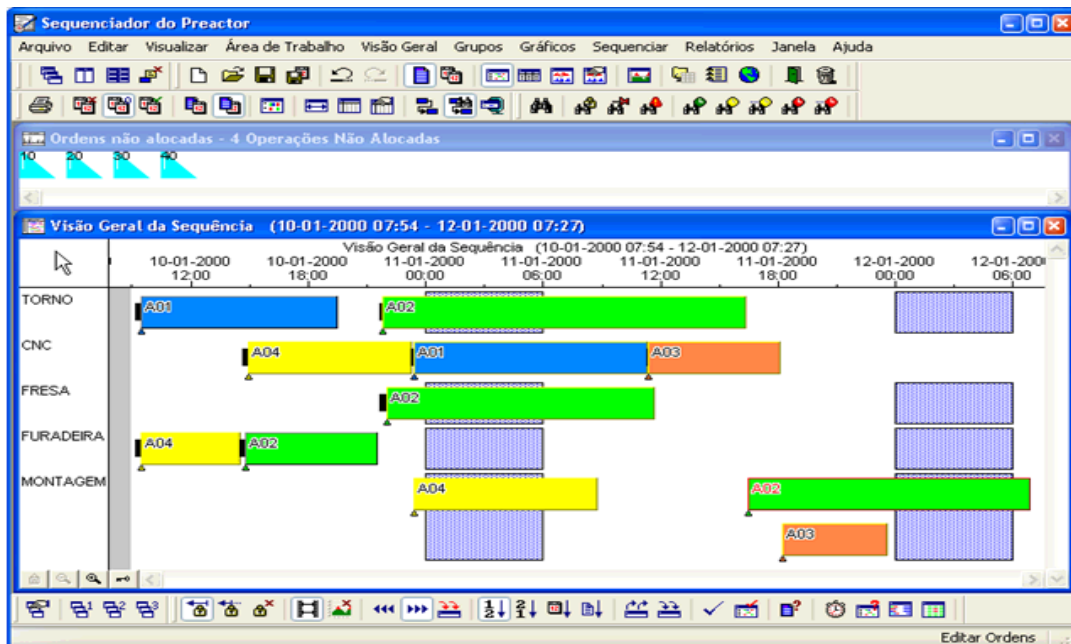 Sequenciador do Preactor
Arquivo Editar Visualizar Área de Trabalho Visão Geral Grupos Gráficos Sequenciar Relatórios Janela Ajuda
Ordens não alocadas - 4 Operações Não Alocadas
10 20 30 40
Visão Geral da Sequência (10-01-2000 07:54 - 12-01-2000 07:27)
Visão Geral da Sequência (10-01-2000 07:54 - 12-01-2000 07:27)
10-01-2000 10-01-2000 11-01-2000 11-01-2000 11-01-2000 11-01-2000 12-01-2000 12-01-200
12:00 18:00 00:00 06:00 12:00 18:00 00:00 06:00
TORNO A01 A02
CNC A04 A01 A03
FRESA A02
FURADEIRA A04 A02
MONTAGEM A04 A02
A03
Editar Ordens